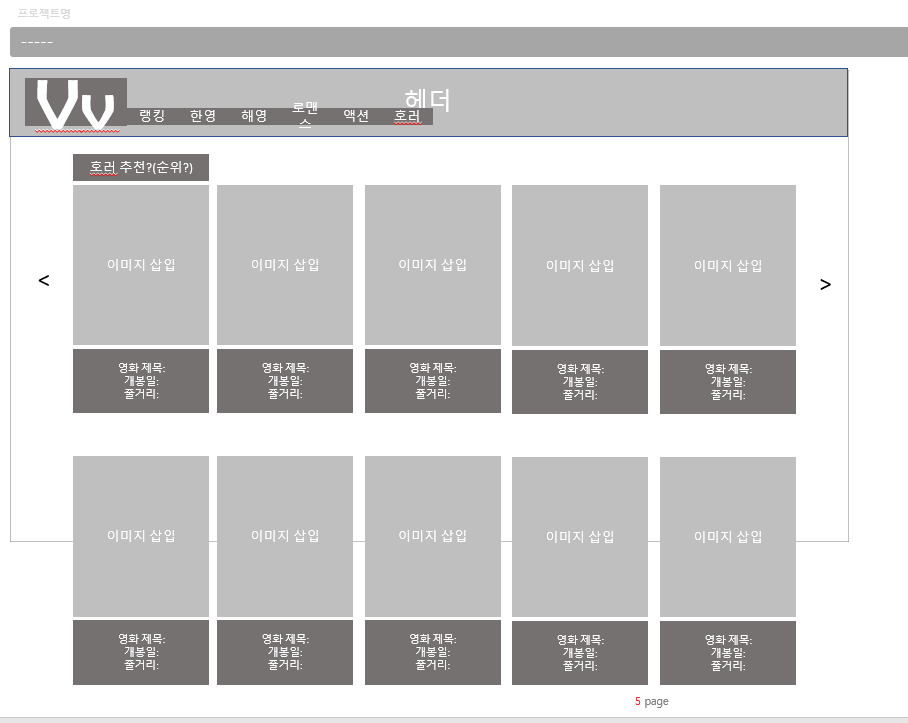 프로젝트명
-----
Vv
랭킹 한영 해영 로맨스 액션 호러
헤더
호러 추천?(순위?)
<
이미지 삽입 이미지 삽입 이미지 삽입 이미지 삽입 이미지 삽입
>
영화 제목: 영화 제목: 영화 제목: 영화 제목: 영화 제목:
개봉일: 개봉일: 개봉일: 개봉일: 개봉일:
줄거리: 줄거리: 줄거리: 줄거리: 줄거리:
이미지 삽입 이미지 삽입 이미지 삽입 이미지 삽입 이미지 삽입
영화 제목: 영화 제목: 영화 제목: 영화 제목: 영화 제목:
개봉일: 개봉일: 개봉일: 개봉일: 개봉일:
줄거리: 줄거리: 줄거리: 줄거리: 줄거리:
5 page